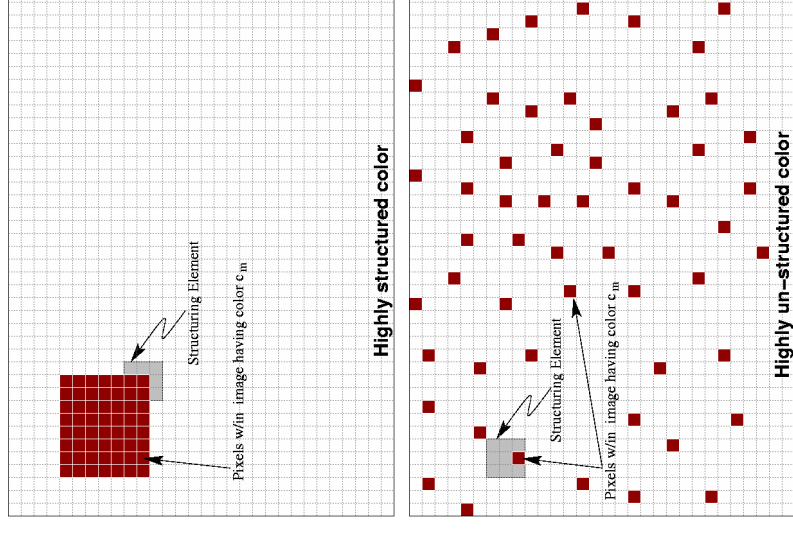 Structuring Element
Pixels w/in image having color c m
Highly structured color
Structuring Element
Pixels w/in image having color c m
Highly un-structured color